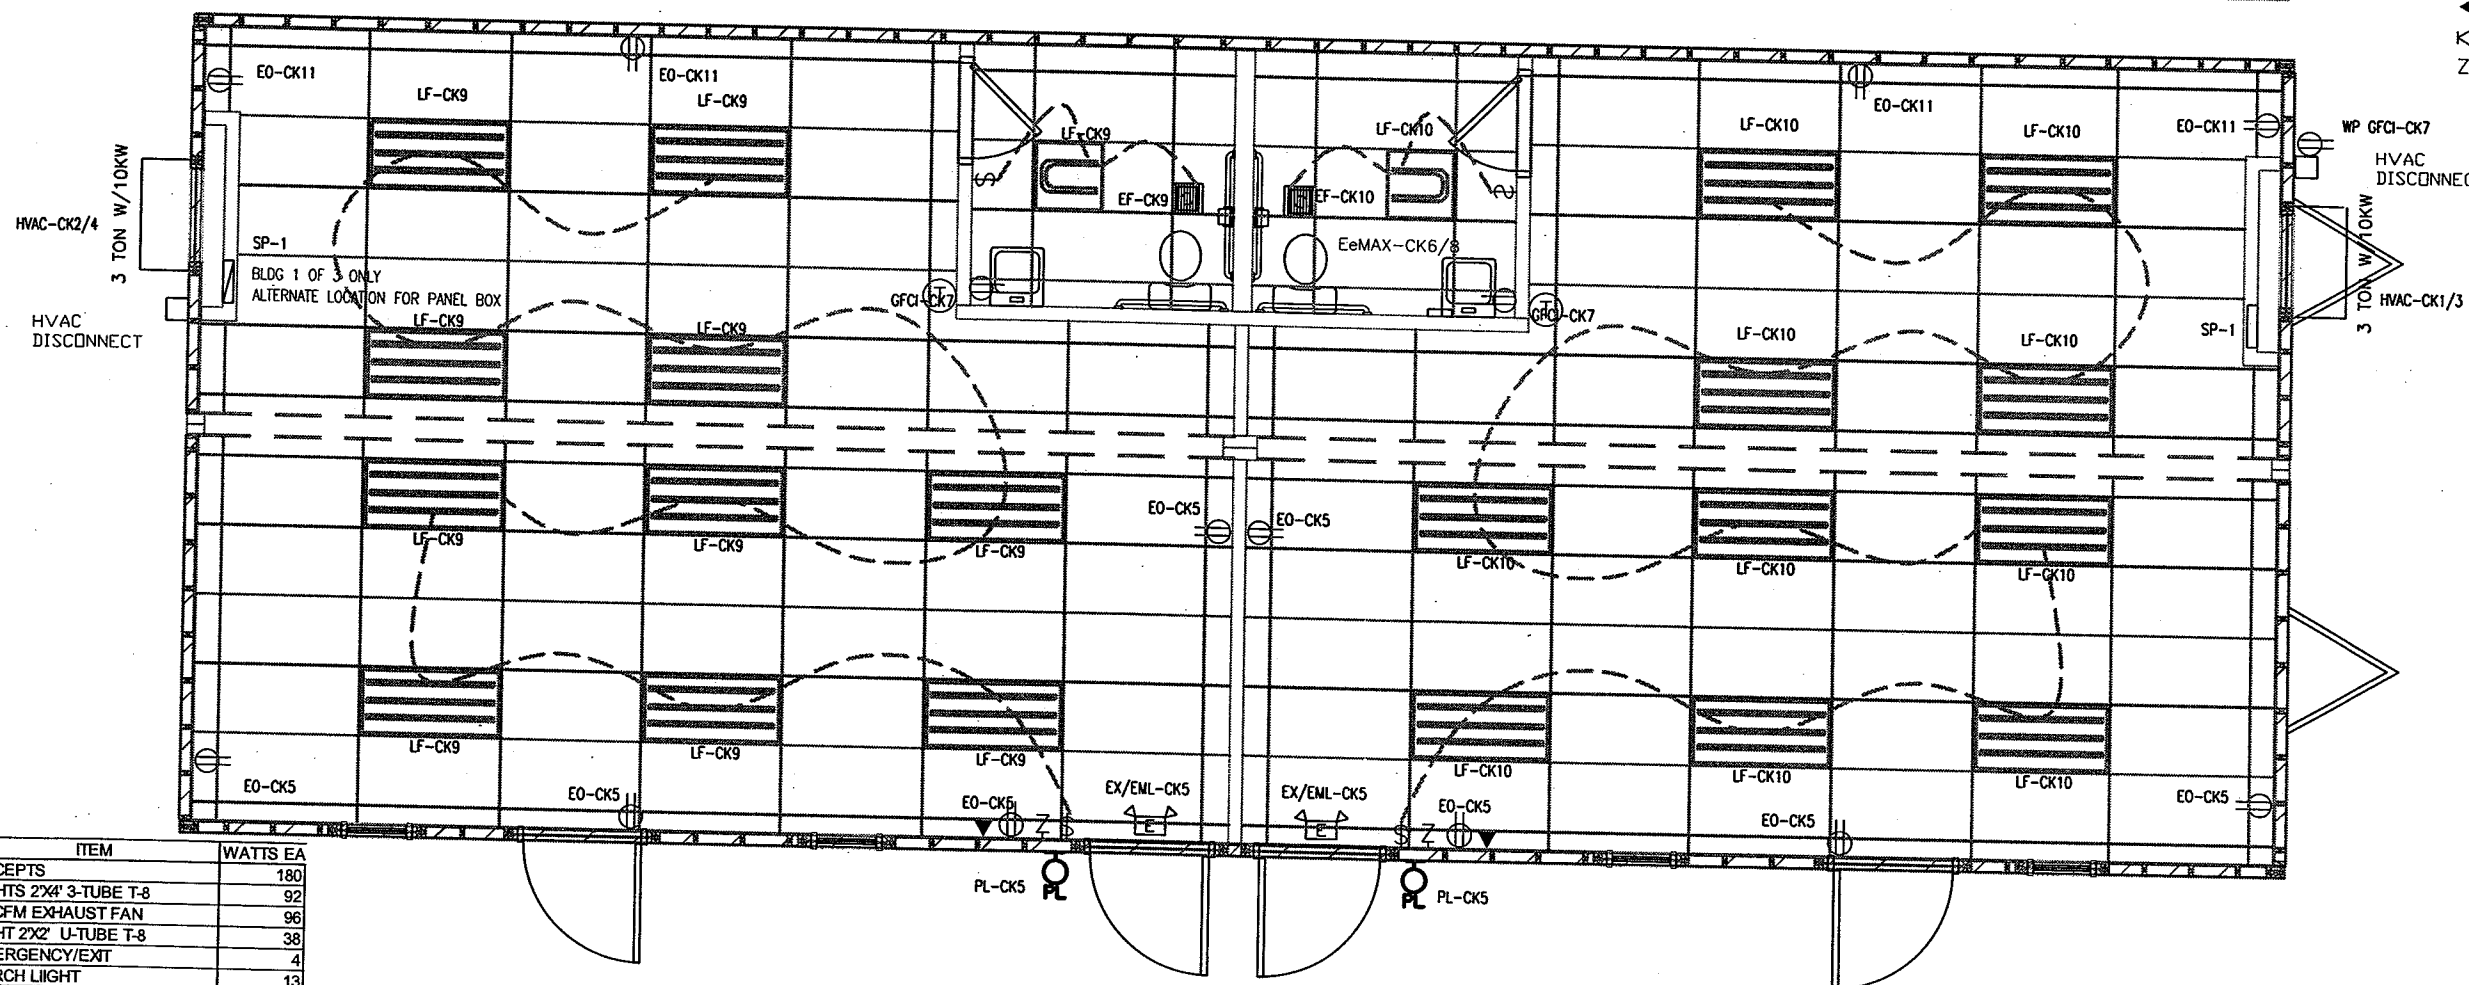 K
Z
EO-CK11
LF-CK9
EO-CK11
LF-CK9
LF-CK9
LF-CK10
EO-CK11
LF-CK10
LF-CK10
EO-CK11
WP GFCI-CK7
HVAC
DISCONNEC
S
S
EF-CK9
EF-CK10
HVAC-CK2/4
3 TON W/10KW
SP-1
BLDG 1 OF 3 ONLY
ALTERNATE LOCATION FOR PANEL BOX
EeMAX-CK6/8
3 TON W/10KW
HVAC-CK1/3
SP-1
HVAC
DISCONNECT
GFCI-CK7
T
T
GFCI-CK7
LF-CK9
LF-CK9
LF-CK10
LF-CK10
EO-CK5
EO-CK5
LF-CK9
LF-CK9
LF-CK9
LF-CK10
LF-CK10
LF-CK10
LF-CK9
LF-CK9
LF-CK9
LF-CK10
LF-CK10
LF-CK10
EO-CK5
EO-CK5
EO-CK5
Z
S
EX/EML-CK5
E
EX/EML-CK5
E
S
Z
EO-CK5
EO-CK5
EO-CK5
PL-CK5
PL
PL
PL-CK5
ITEM WATTS EA
CEPTS 180
HTS 2'X4' 3-TUBE T-8 92
CFM EXHAUST FAN 96
HT 2'X2' U-TUBE T-8 38
ERGENCY/EXIT 4
RCH LIIGHT 13